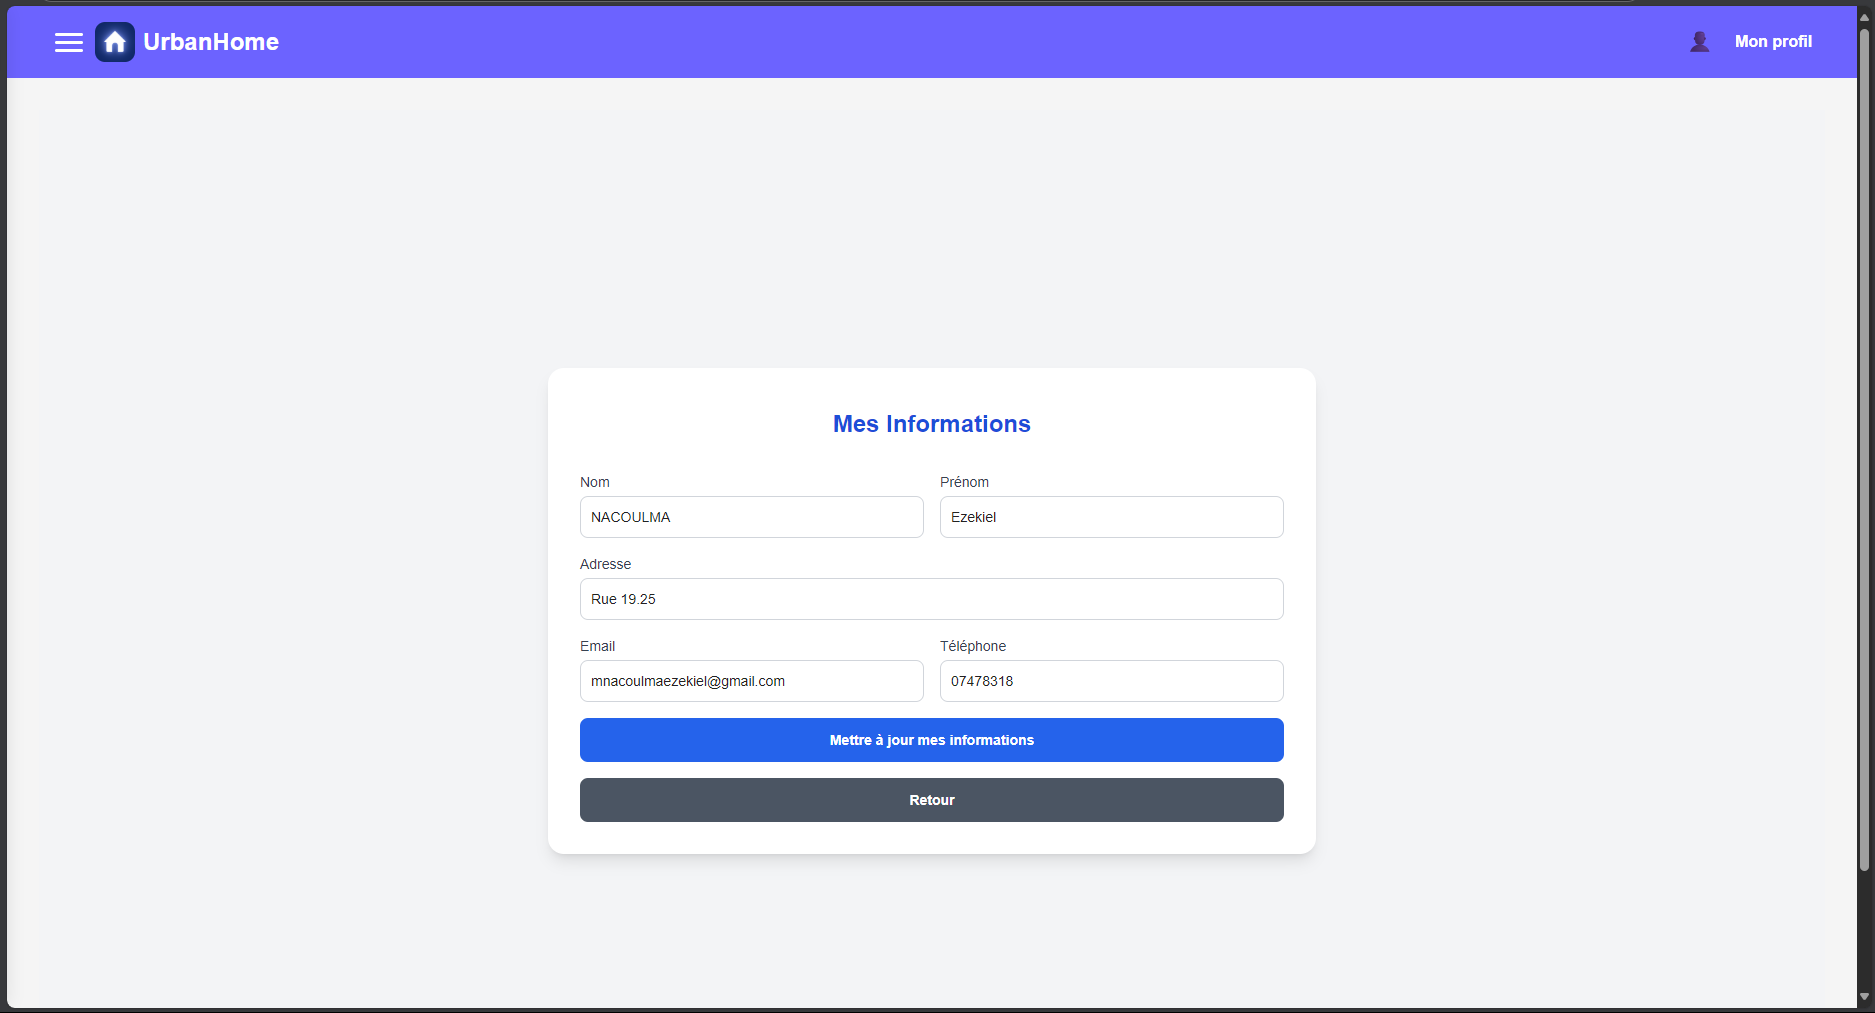 UrbanHome
Mon profil
Mes Informations
Nom
Prénom
NACOULMA
Ezekiel
Adresse
Rue 19.25
Email
Téléphone
mnacoulmaezekiel@gmail.com
07478318
Mettre à jour mes informations
Retour